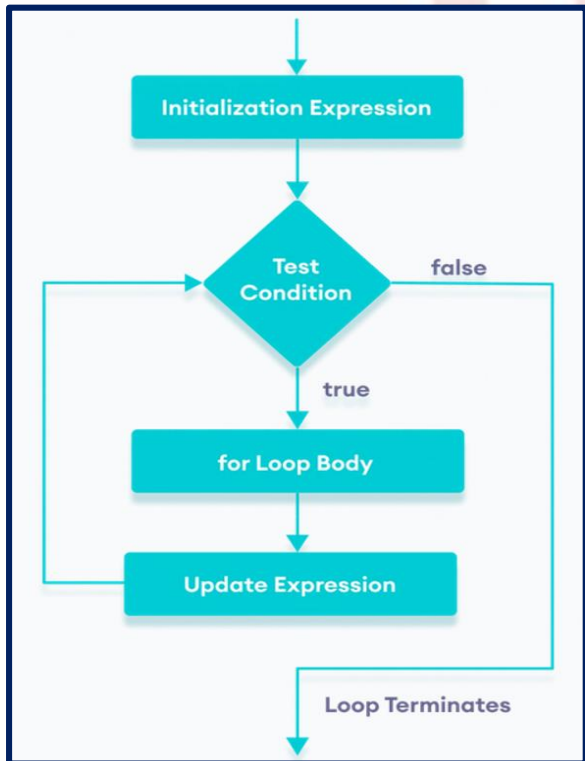 Initialization Expression
Test
Condition
false
true
for Loop Body
Update Expression
Loop Terminates